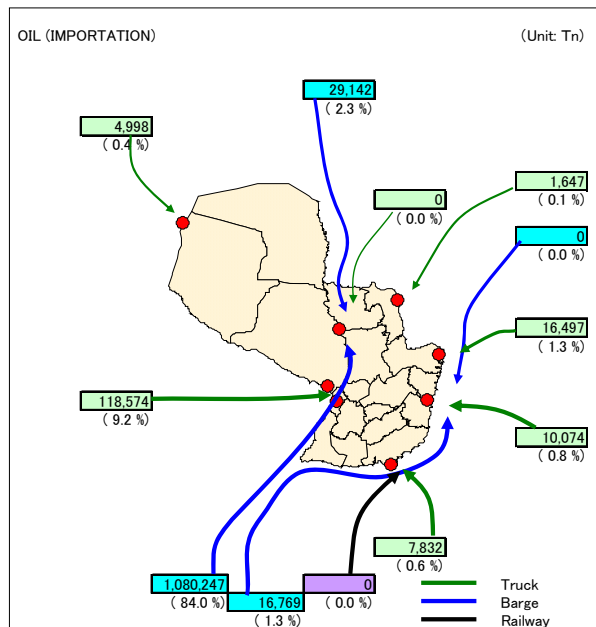 OIL (IMPORTATION) (Unit: Tn)
29,142
( 2.3 %)
4,998
( 0.4 %)
1,647
( 0.1 %)
0
( 0.0 %)
0
( 0.0 %)
16,497
( 1.3 %)
118,574
( 9.2 %)
10,074
( 0.8 %)
7,832
( 0.6 %)
1,080,247
( 84.0 %)
16,769
( 1.3 %)
0
( 0.0 %)
Truck
Barge
Railway